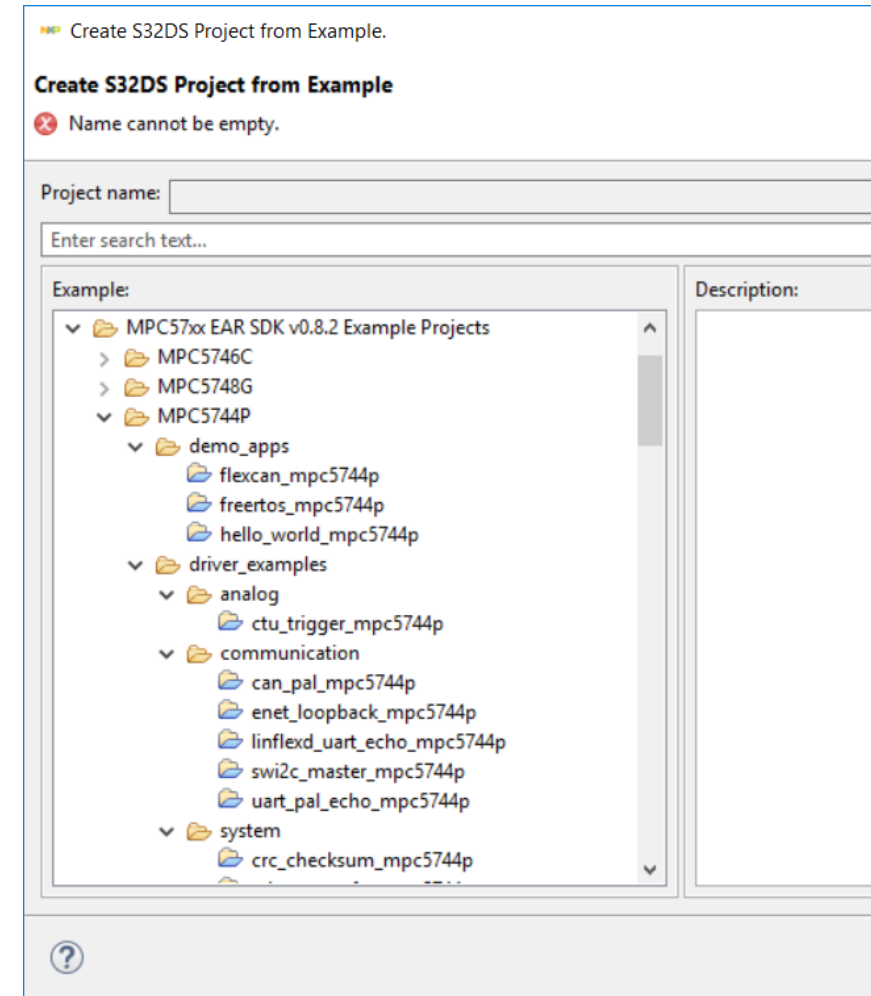 NXP Create S32DS Project from Example.
Create S32DS Project from Example
Name cannot be empty.
Project name:
Enter search text...
Example:
Description:
MPC57xx EAR SDK v0.8.2 Example Projects
MPC5746C
MPC5748G
MPC5744P
demo_apps
flexcan_mpc5744p
freertos_mpc5744p
hello_world_mpc5744p
driver_examples
analog
ctu_trigger_mpc5744p
communication
can_pal_mpc5744p
enet_loopback_mpc5744p
linflexd_uart_echo_mpc5744p
swi2c_master_mpc5744p
uart_pal_echo_mpc5744p
system
crc_checksum_mpc5744p
?